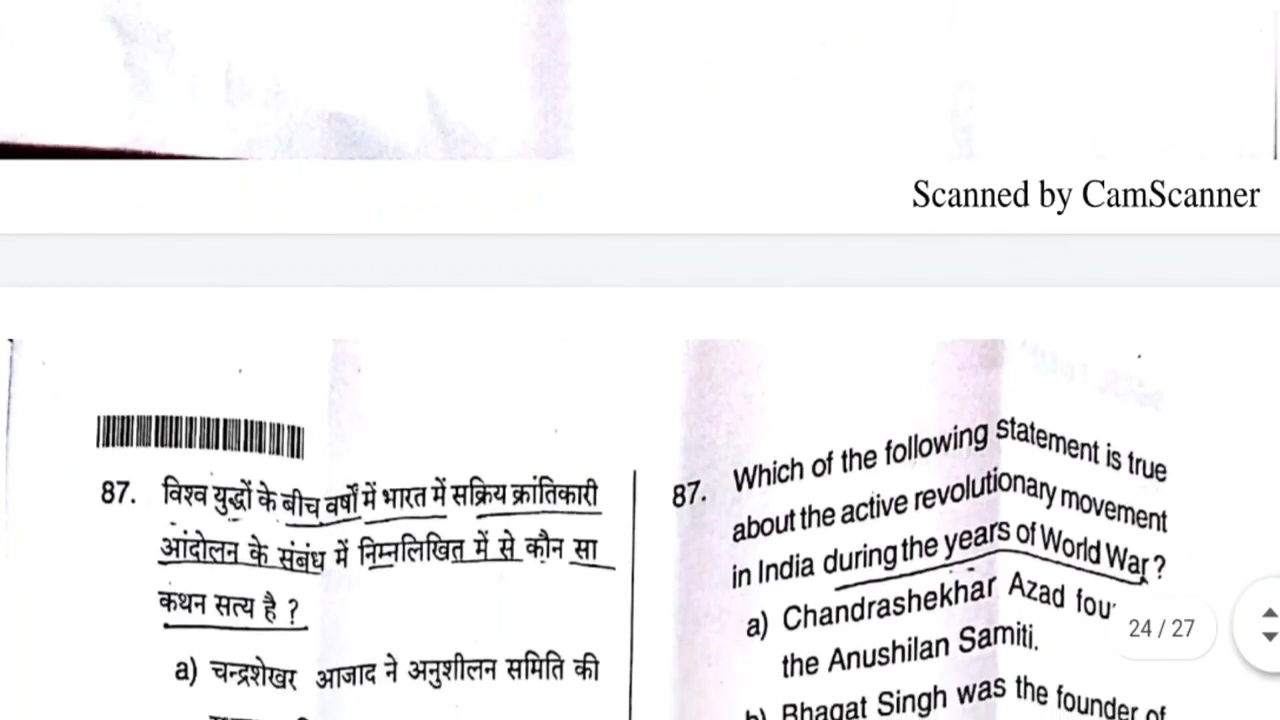 Scanned by CamScanner
87. विश्व युद्धों के बीच वर्षों में भारत में सक्रिय क्रांतिकारी
आंदोलन के संबंध में निम्नलिखित में से कौन सा
कथन सत्य है ?
a) चन्द्रशेखर आजाद ने अनुशीलन समिति की
87. Which of the following statement is true
about the active revolutionary movement
in India during the years of World War ?
a) Chandrashekhar Azad
the Anushilan Samiti.
b) Bhagat Singh was the founder of
24 / 27